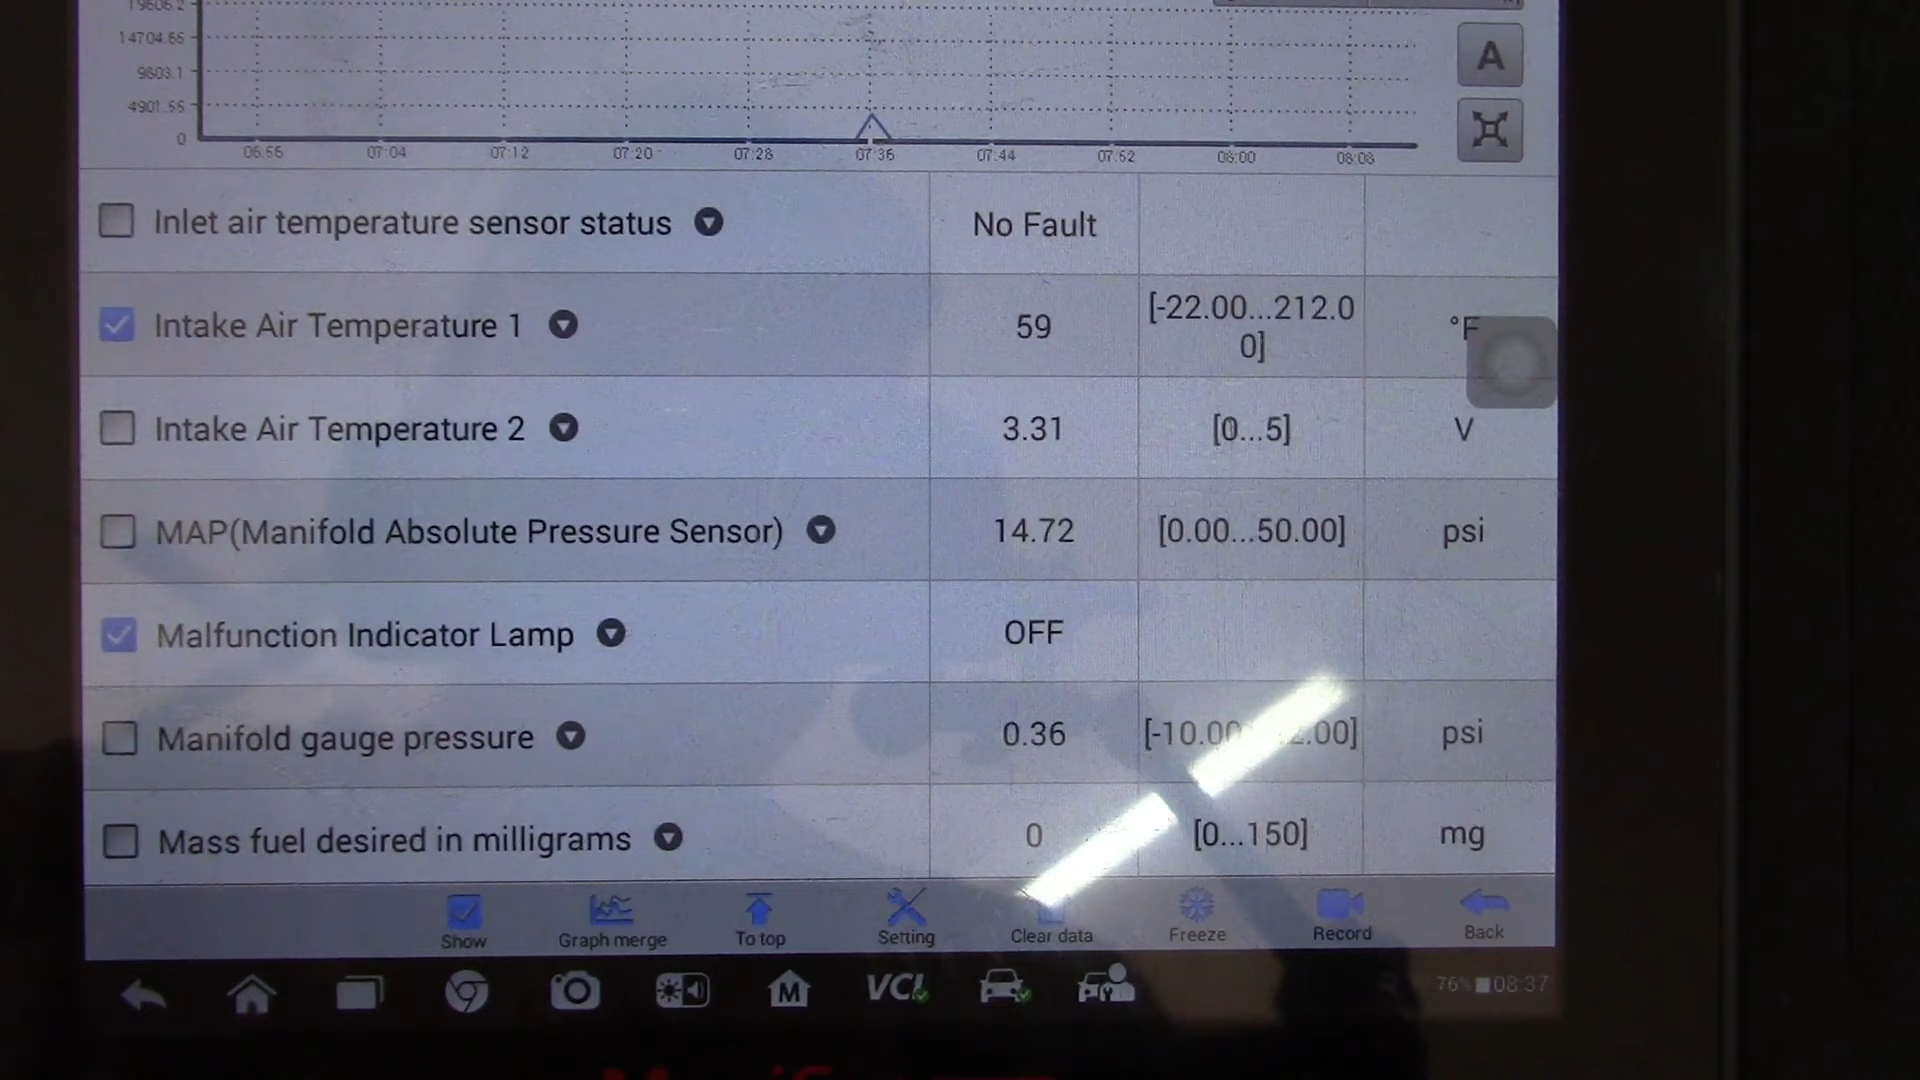 19606.2
14704.65
9803.1
4901.55
0
06:56 07:04 07:12 07:20 07:28 07:36 07:44 07:52 08:00 08:08
A
Inlet air temperature sensor status No Fault
Intake Air Temperature 1 59 [-22.00...212.0
0] °F
Intake Air Temperature 2 3.31 [0...5] V
MAP(Manifold Absolute Pressure Sensor) 14.72 [0.00...50.00] psi
Malfunction Indicator Lamp OFF
Manifold gauge pressure 0.36 psi
Mass fuel desired in milligrams 0 [0...150] mg
Show Graph merge To top Setting Clear data Freeze Record Back
M VCI 76% 08:37